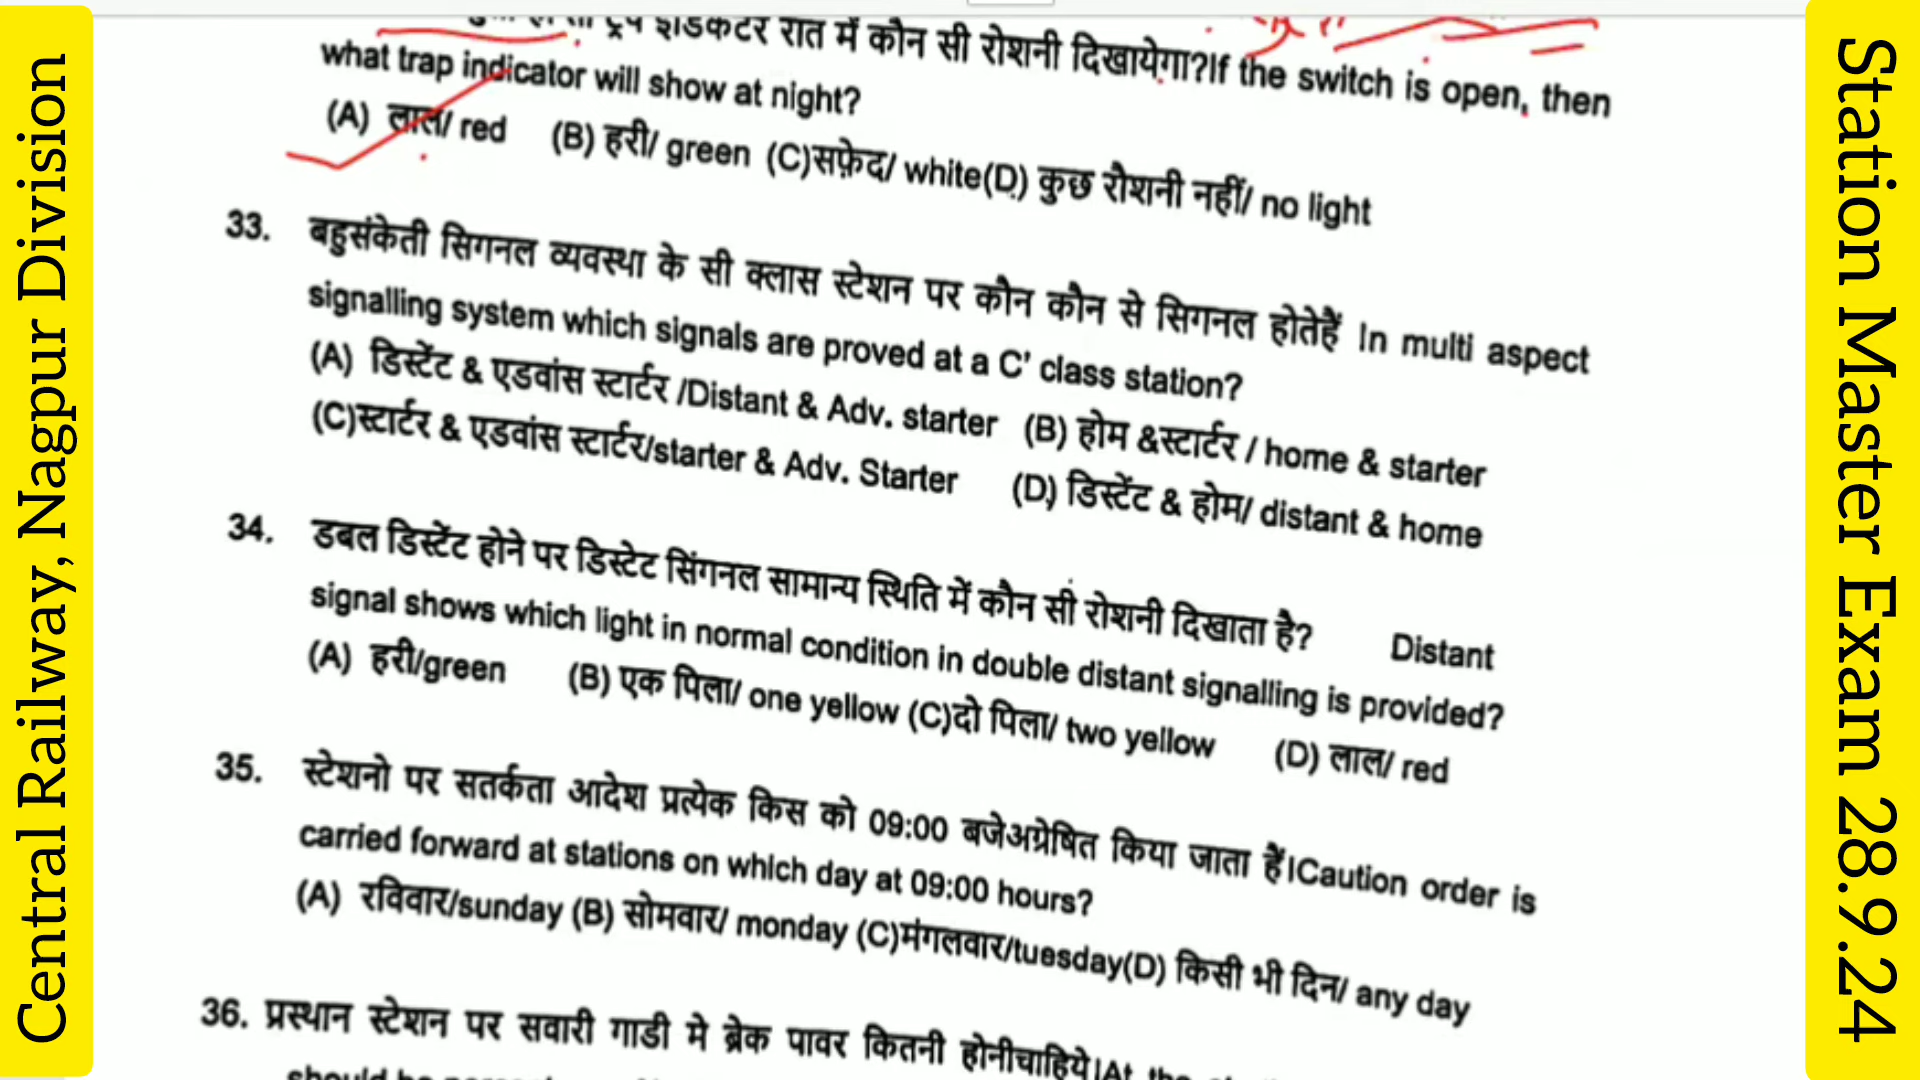 Central Railway, Nagpur Division
ट्रैप इंडिकेटर रात में कौन सी रोशनी दिखायेगा?If the switch is open, then
what trap indicator will show at night?
(A) लाल/ red (B) हरी/ green (C)सफ़ेद/ white(D) कुछ रौशनी नहीं/ no light
33. बहुसंकेती सिगनल व्यवस्था के सी क्लास स्टेशन पर कौन कौन से सिगनल होतेहैं In multi aspect
signalling system which signals are proved at a C' class station?
(A) डिस्टेंट & एडवांस स्टार्टर /Distant & Adv. starter (B) होम &स्टार्टर / home & starter
(C)स्टार्टर & एडवांस स्टार्टर/starter & Adv. Starter (D) डिस्टेंट & होम/ distant & home
34. डबल डिस्टेंट होने पर डिस्टेट सिंगनल सामान्य स्थिति में कौन सी रोशनी दिखाता है? Distant
signal shows which light in normal condition in double distant signalling is provided?
(A) हरी/green (B) एक पिला/ one yellow (C)दो पिला/ two yellow (D) लाल/ red
35. स्टेशनो पर सतर्कता आदेश प्रत्येक किस को 09:00 बजेअग्रेषित किया जाता हैं।Caution order is
carried forward at stations on which day at 09:00 hours?
(A) रविवार/sunday (B) सोमवार/ monday (C)मंगलवार/tuesday(D) किसी भी दिन/ any day
36. प्रस्थान स्टेशन पर सवारी गाडी मे ब्रेक पावर कितनी होनीचाहिये।At the
should be
Station Master Exam 28.9.24